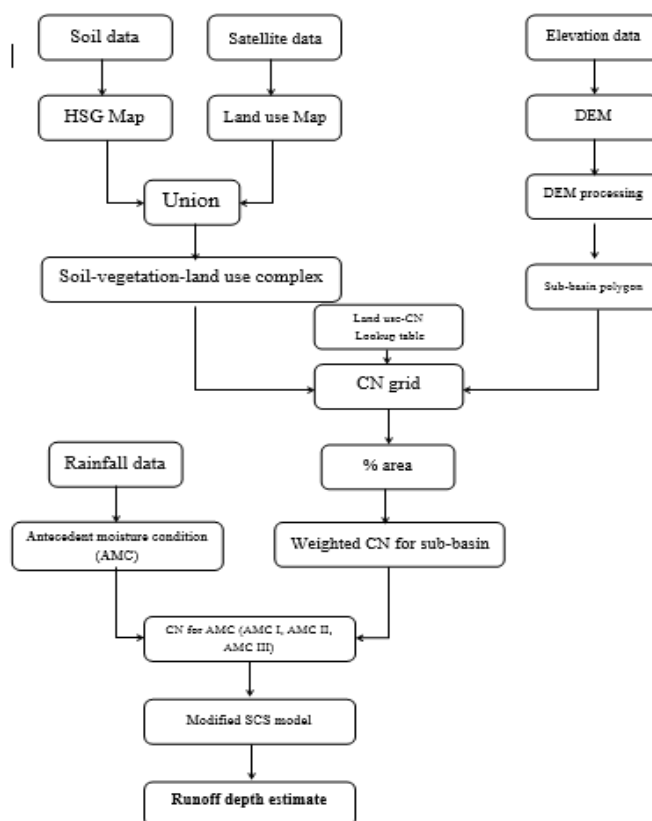 Soil data
Satellite data
Elevation data
HSG Map
Land use Map
DEM
Union
DEM processing
Soil-vegetation-land use complex
Sub-basin polygon
Land use-CN
Lookup table
CN grid
Rainfall data
% area
Antecedent moisture condition
(AMC)
Weighted CN for sub-basin
CN for AMC (AMC I, AMC II,
AMC III)
Modified SCS model
Runoff depth estimate